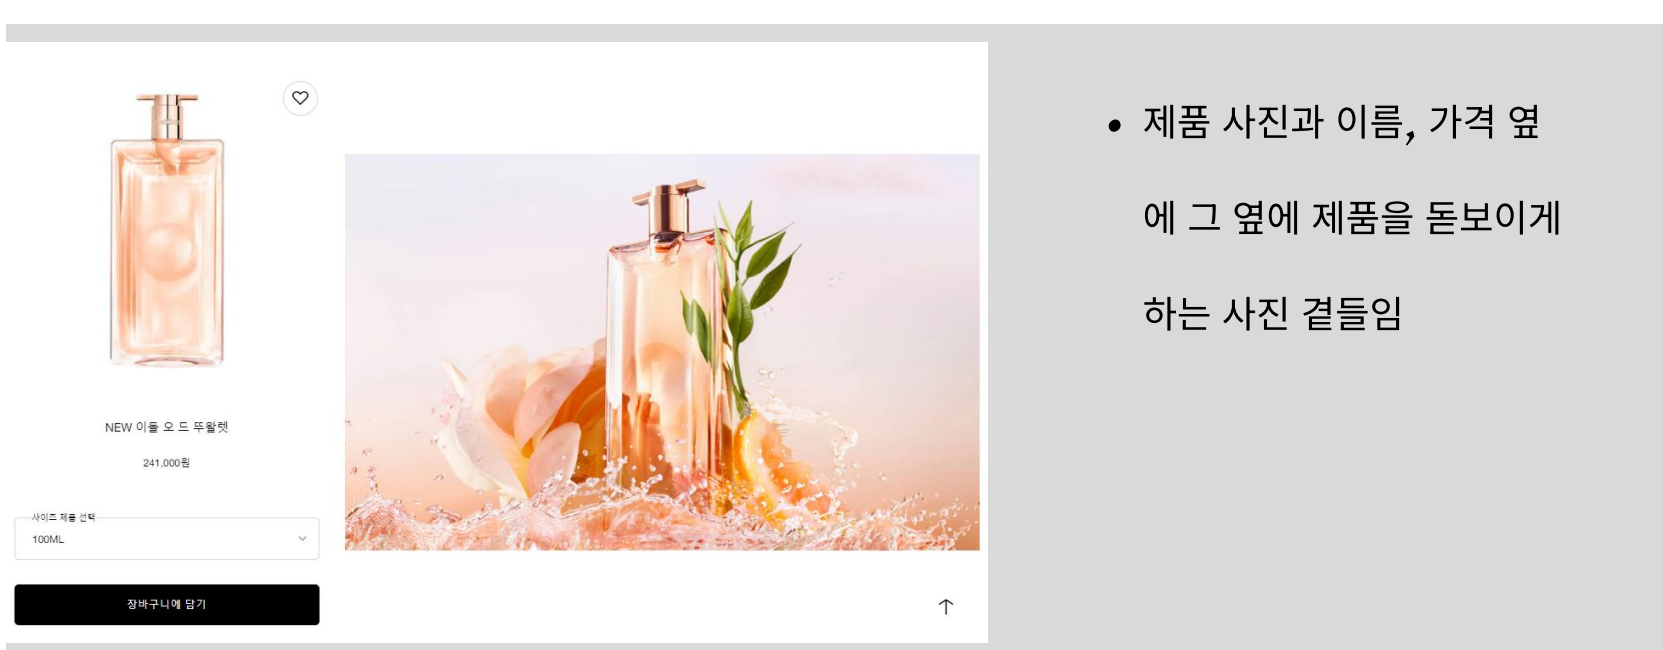 NEW 이돌 오 드 뚜왈렛
241,000원
사이즈 제품 선택
100ML
장바구니에 담기
• 제품 사진과 이름, 가격 옆
에 그 옆에 제품을 돋보이게
하는 사진 곁들임